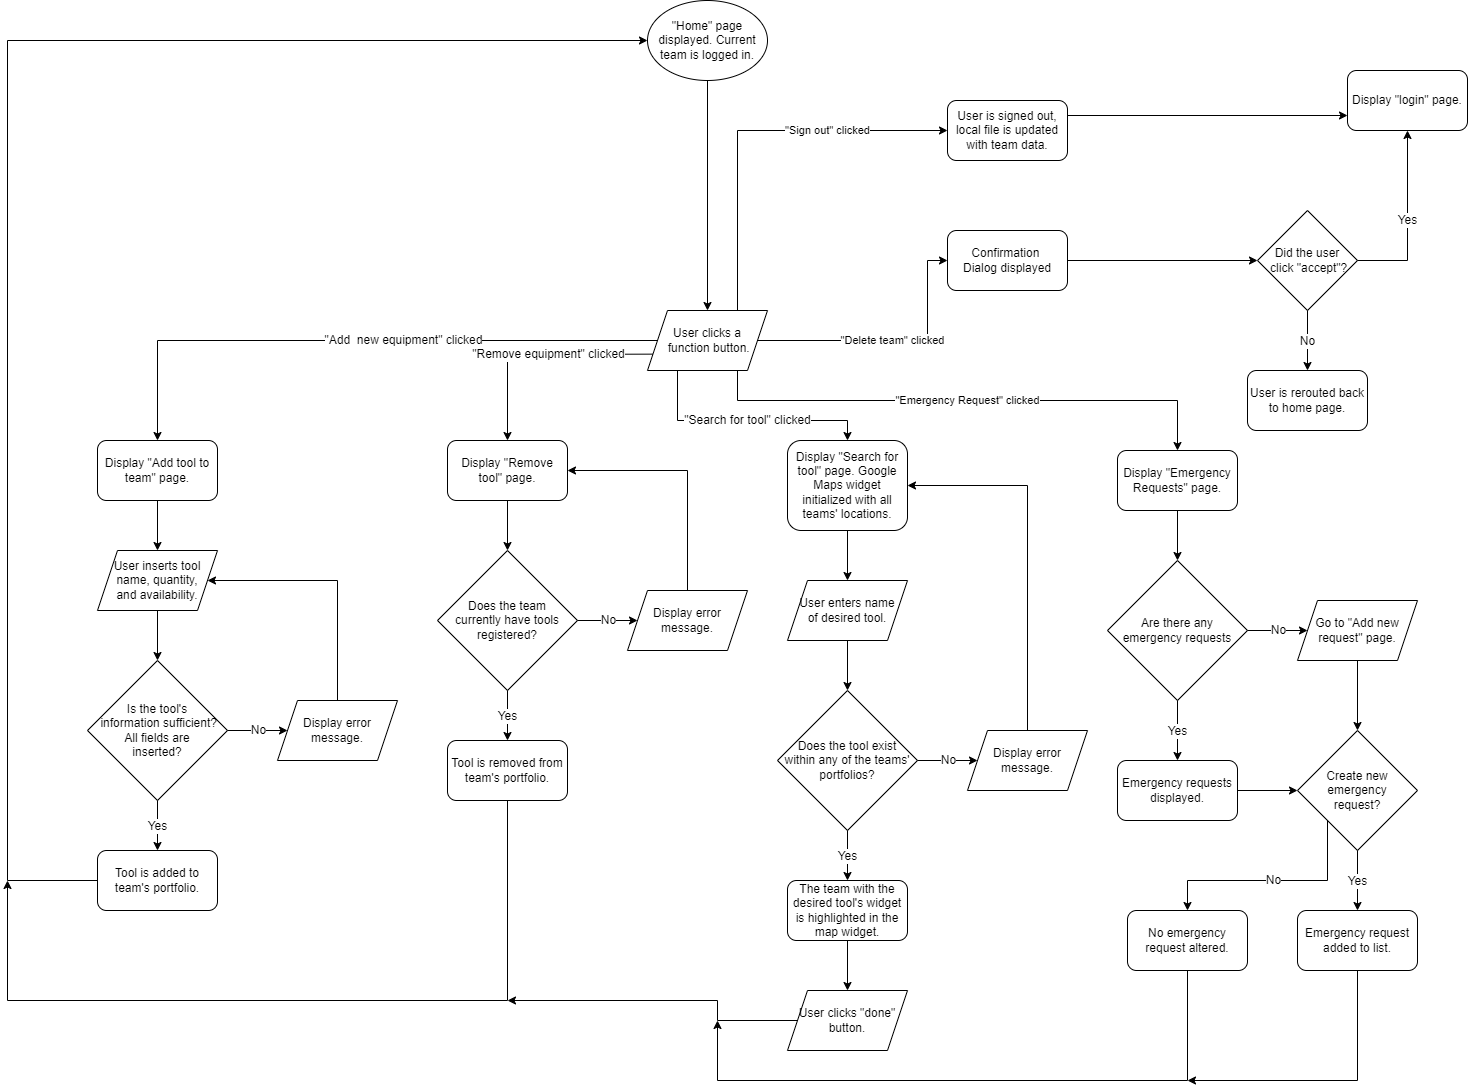 "Home" page
displayed. Current
team is logged in.
Display "login" page.
"Sign out" clicked
User is signed out,
local file is updated
with team data.
Yes
Confirmation
Dialog displayed
Did the user
click "accept"?
User clicks a
function button.
"Add  new equipment" clicked
"Delete team" clicked
No
"Remove equipment" clicked
User is rerouted back
to home page.
"Emergency Request" clicked
"Search for tool" clicked
Display "Add tool to
team" page.
Display "Remove
tool" page.
Display "Search for
tool" page. Google
Maps widget
initialized with all
teams' locations.
Display "Emergency
Requests" page.
User inserts tool
name, quantity,
and availability.
Does the team
currently have tools
registered?
No
Display error
message.
User enters name
of desired tool.
Are there any
emergency requests
No
Go to "Add new
request" page.
Is the tool's
information sufficient?
All fields are
inserted?
No
Display error
message.
Yes
Yes
Tool is removed from
team's portfolio.
Does the tool exist
within any of the teams'
portfolios?
No
Display error
message.
Emergency requests
displayed.
Create new
emergency
request?
Yes
Yes
Tool is added to
team's portfolio.
No
Yes
The team with the
desired tool's widget
is highlighted in the
map widget.
No emergency
request altered.
Emergency request
added to list.
User clicks "done"
button.